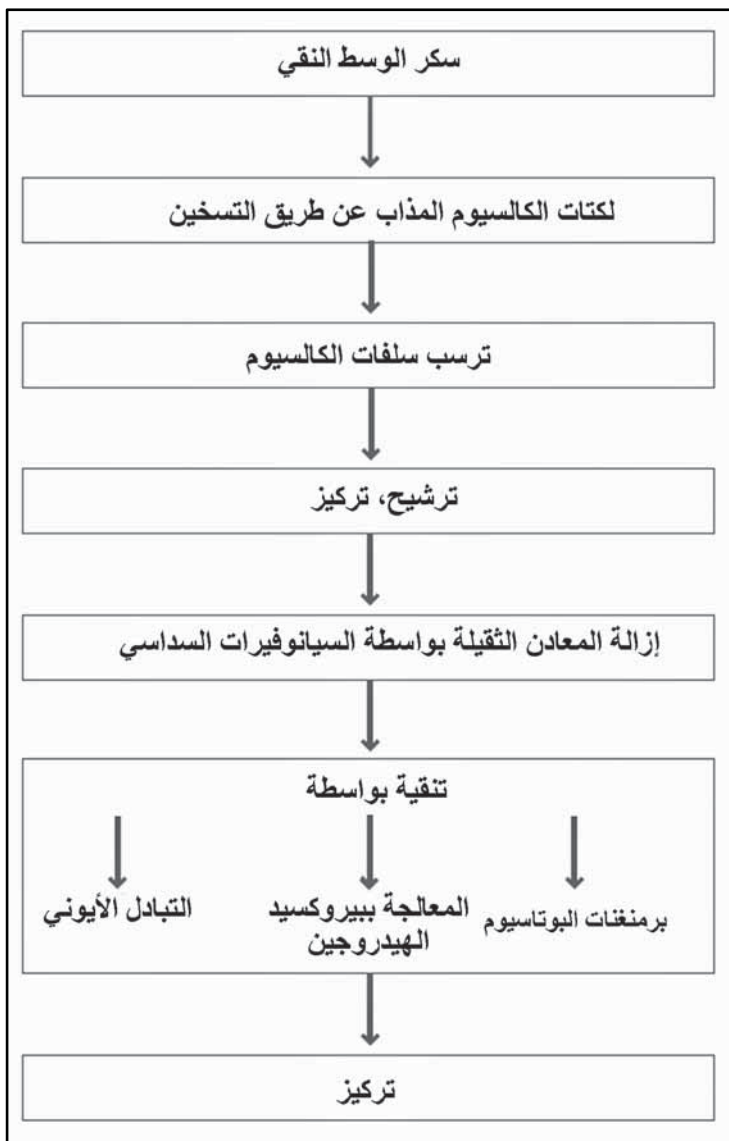 سكر الوسط النقي
لكتات الكالسيوم المذاب عن طريق التسخين
ترسب سلفات الكالسيوم
ترشيح، تركيز
إزالة المعادن الثقيلة بواسطة السيانوفيرات السداسي
تنقية بواسطة
برمنغنات البوتاسيوم
المعالجة ببيروكسيد
الهيدروجين
التبادل الأيوني
تركيز